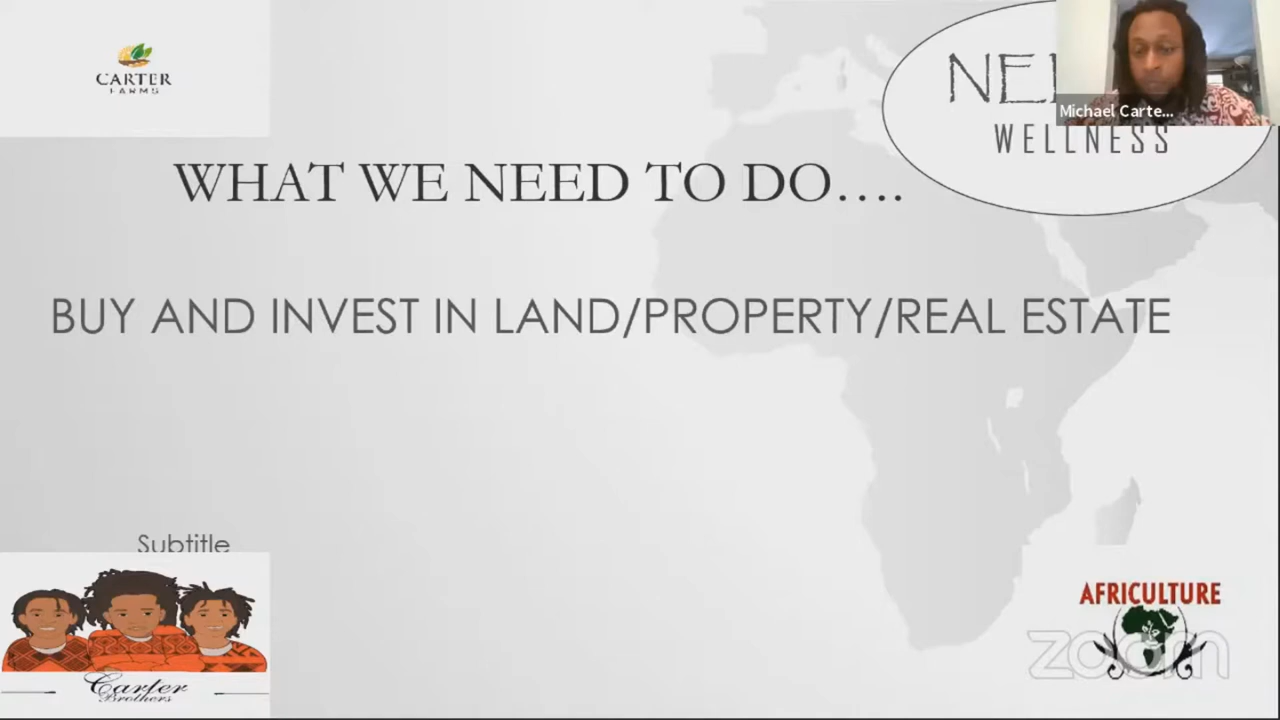 CARTER
FARMS
WELLNESS
Michael Carte...
WHAT WE NEED TO DO....
BUY AND INVEST IN LAND/PROPERTY/REAL ESTATE
Subtitle
Carter
Brothers
AFRICULTURE
zoom